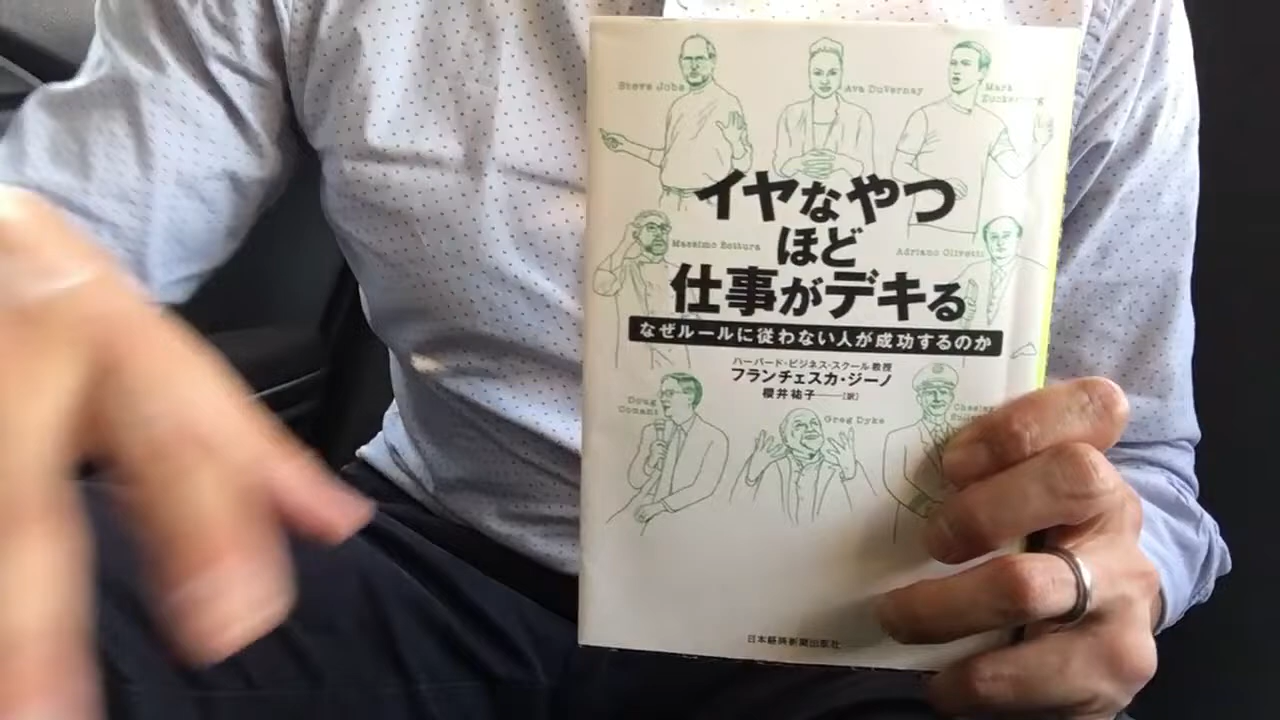 Steve Jobs
Ava DuVernay
Mark
Zuckerberg
イヤなやつ
ほど
仕事がデキる
Massimo Bottura
Adriano Olivetti
なぜルールに従わない人が成功するのか
ハーバード・ビジネス・スクール教授
フランチェスカ・ジーノ
櫻井祐子――[訳]
Doug
Conant
Greg Dyke
日本経済新聞出版社